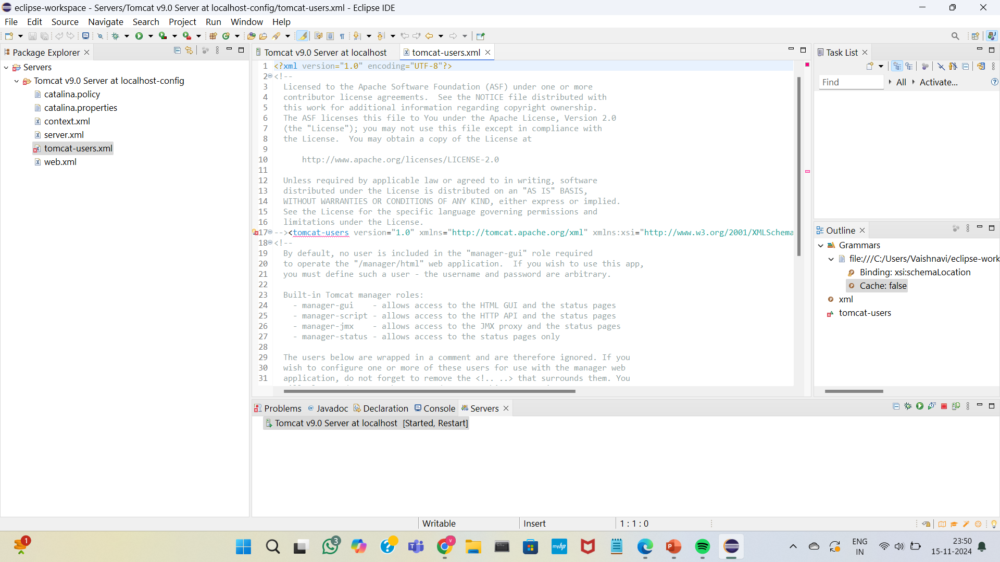 eclipse-workspace - Servers/Tomcat v9.0 Server at localhost-config/tomcat-users.xml - Eclipse IDE
File Edit Source Navigate Search Project Run Window Help
Package Explorer
Servers
Tomcat v9.0 Server at localhost-config
catalina.policy
catalina.properties
context.xml
server.xml
tomcat-users.xml
web.xml
Tomcat v9.0 Server at localhost
tomcat-users.xml
1 <?xml version="1.0" encoding="UTF-8"?>
2 <!--
3 Licensed to the Apache Software Foundation (ASF) under one or more
4 contributor license agreements.  See the NOTICE file distributed with
5 this work for additional information regarding copyright ownership.
6 The ASF licenses this file to You under the Apache License, Version 2.0
7 (the "License"); you may not use this file except in compliance with
8 the License.  You may obtain a copy of the License at
9
10 http://www.apache.org/licenses/LICENSE-2.0
11
12 Unless required by applicable law or agreed to in writing, software
13 distributed under the License is distributed on an "AS IS" BASIS,
14 WITHOUT WARRANTIES OR CONDITIONS OF ANY KIND, either express or implied.
15 See the License for the specific language governing permissions and
16 limitations under the License.
17 --><tomcat-users version="1.0" xmlns="http://tomcat.apache.org/xml" xmlns:xsi="http://www.w3.org/2001/XMLSchema
18 <!--
19 By default, no user is included in the "manager-gui" role required
20 to operate the "/manager/html" web application.  If you wish to use this app,
21 you must define such a user - the username and password are arbitrary.
22
23 Built-in Tomcat manager roles:
24 - manager-gui    - allows access to the HTML GUI and the status pages
25 - manager-script - allows access to the HTTP API and the status pages
26 - manager-jmx    - allows access to the JMX proxy and the status pages
27 - manager-status - allows access to the status pages only
28
29 The users below are wrapped in a comment and are therefore ignored. If you
30 wish to configure one or more of these users for use with the manager web
31 application, do not forget to remove the <!.. ..> that surrounds them. You
Task List
Find All Activate...
Outline
Grammars
file:///C:/Users/Vaishnavi/eclipse-work
Binding: xsi:schemaLocation
Cache: false
xml
tomcat-users
Problems Javadoc Declaration Console Servers
Tomcat v9.0 Server at localhost [Started, Restart]
Writable Insert 1 : 1 : 0
1
3
myhp
ENG
IN
23:50
15-11-2024